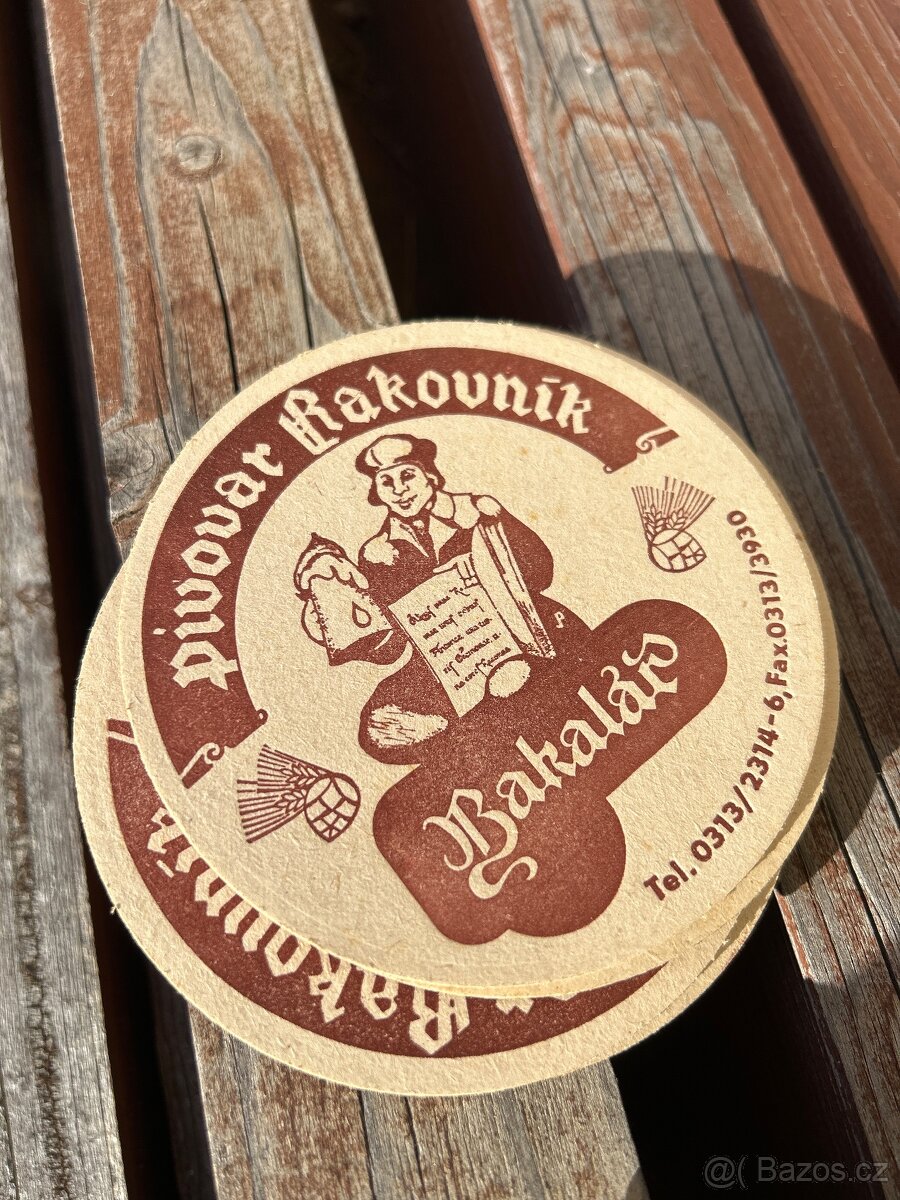 pivovar Rakovník
Bakalář
Tel. 0313/2314-6, Fax: 0313/3930
Rakovník
@( Bazos.cz